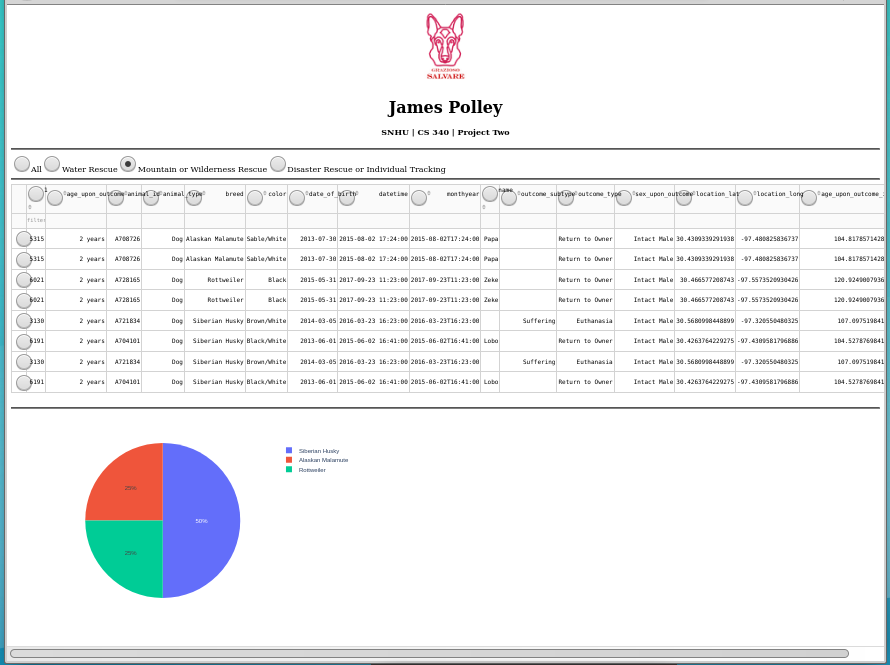 GRAZIOSO
SALVARE
James Polley
SNHU | CS 340 | Project Two
All Water Rescue Mountain or Wilderness Rescue Disaster Rescue or Individual Tracking
1 age_upon_outcome animal_id animal_type breed color date_of_birth datetime monthyear name outcome_subtype outcome_type sex_upon_outcome location_lat location_long age_upon_outcome_
filter
5315 2 years A708726 Dog Alaskan Malamute Sable/White 2013-07-30 2015-08-02 17:24:00 2015-08-02T17:24:00 Papa Return to Owner Intact Male 30.4309339291938 -97.480825836737 104.8178571428
5315 2 years A708726 Dog Alaskan Malamute Sable/White 2013-07-30 2015-08-02 17:24:00 2015-08-02T17:24:00 Papa Return to Owner Intact Male 30.4309339291938 -97.480825836737 104.8178571428
6021 2 years A728165 Dog Rottweiler Black 2015-05-31 2017-09-23 11:23:00 2017-09-23T11:23:00 Zeke Return to Owner Intact Male 30.466577208743 -97.5573520930426 120.9249007936
6021 2 years A728165 Dog Rottweiler Black 2015-05-31 2017-09-23 11:23:00 2017-09-23T11:23:00 Zeke Return to Owner Intact Male 30.466577208743 -97.5573520930426 120.9249007936
3130 2 years A721834 Dog Siberian Husky Brown/White 2014-03-05 2016-03-23 16:23:00 2016-03-23T16:23:00 Suffering Euthanasia Intact Male 30.5680998448899 -97.320550480325 107.097519841
6191 2 years A704101 Dog Siberian Husky Black/White 2013-06-01 2015-06-02 16:41:00 2015-06-02T16:41:00 Lobo Return to Owner Intact Male 30.4263764229275 -97.4309581796886 104.5278769841
3130 2 years A721834 Dog Siberian Husky Brown/White 2014-03-05 2016-03-23 16:23:00 2016-03-23T16:23:00 Suffering Euthanasia Intact Male 30.5680998448899 -97.320550480325 107.097519841
6191 2 years A704101 Dog Siberian Husky Black/White 2013-06-01 2015-06-02 16:41:00 2015-06-02T16:41:00 Lobo Return to Owner Intact Male 30.4263764229275 -97.4309581796886 104.5278769841
Siberian Husky
Alaskan Malamute
Rottweiler
25%
50%
25%